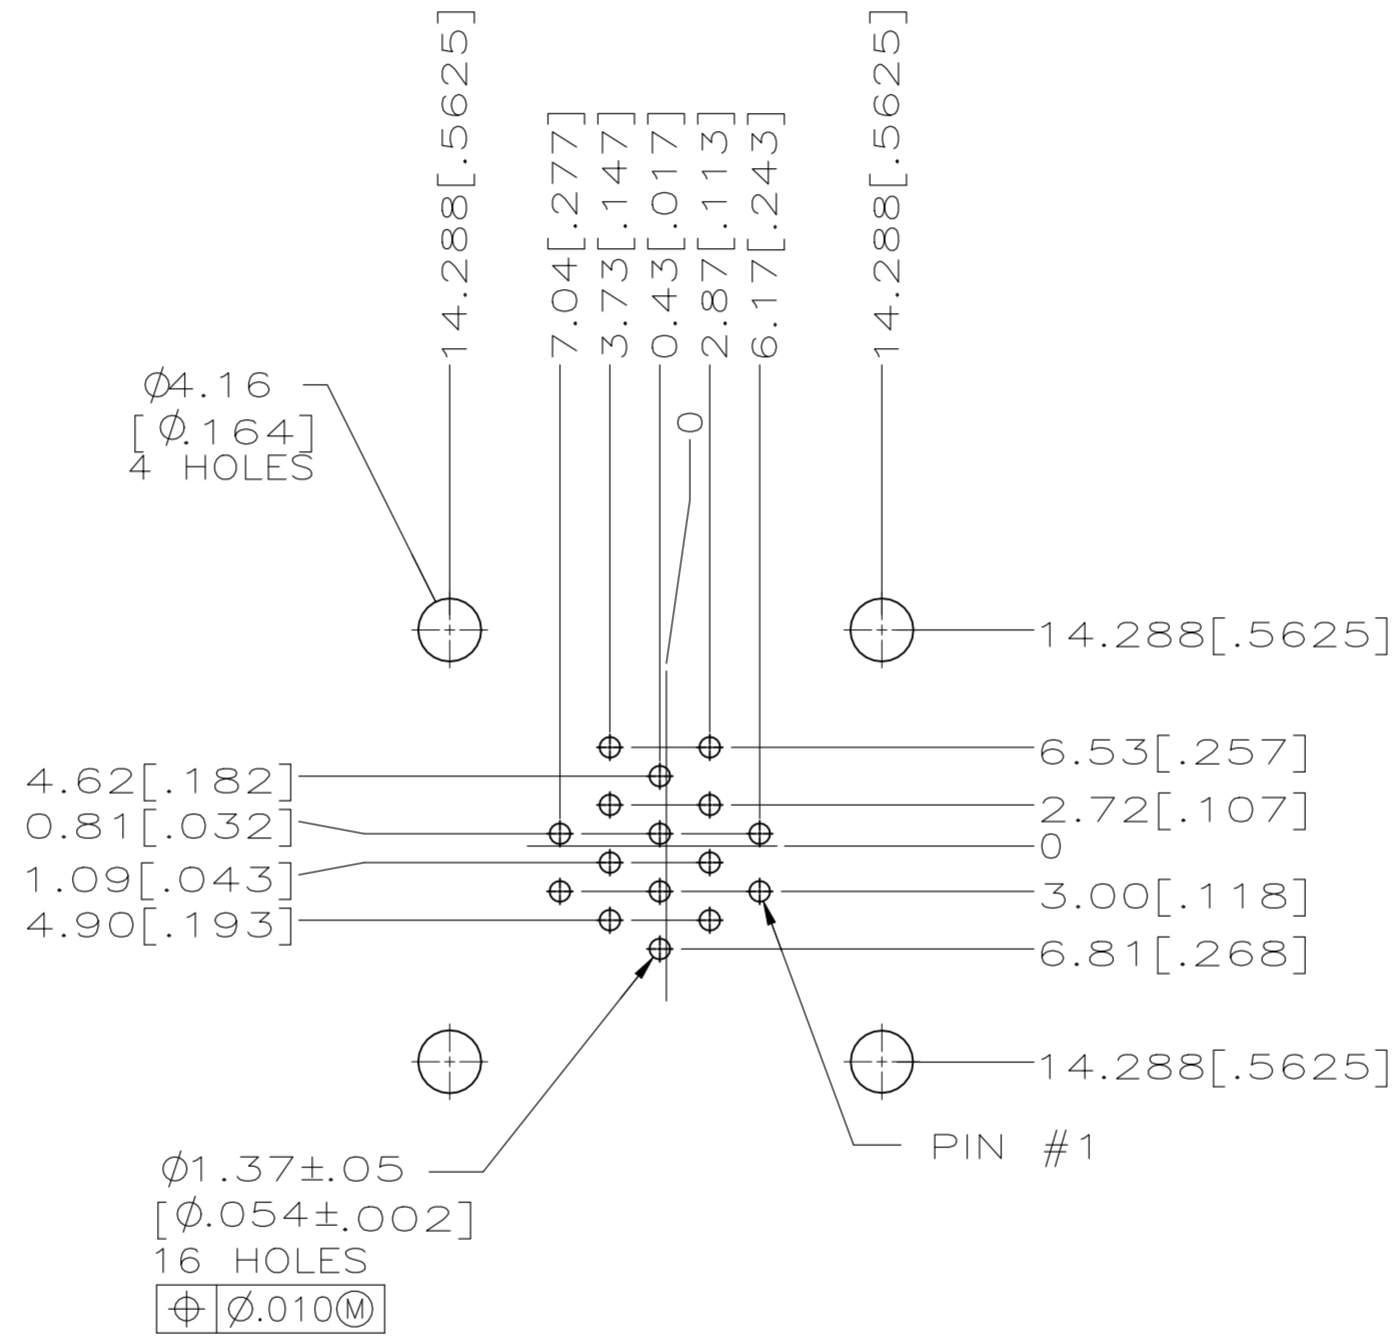 14.288[.5625]
7.04[.277]
3.73[.147]
0.43[.017]
2.87[.113]
6.17[.243]
14.288[.5625]
0
Ø4.16
[Ø.164]
4 HOLES
14.288[.5625]
6.53[.257]
4.62[.182]
2.72[.107]
0.81[.032]
0
1.09[.043]
3.00[.118]
4.90[.193]
6.81[.268]
14.288[.5625]
PIN #1
Ø1.37±.05
[Ø.054±.002]
16 HOLES
⌖ Ø.010Ⓜ